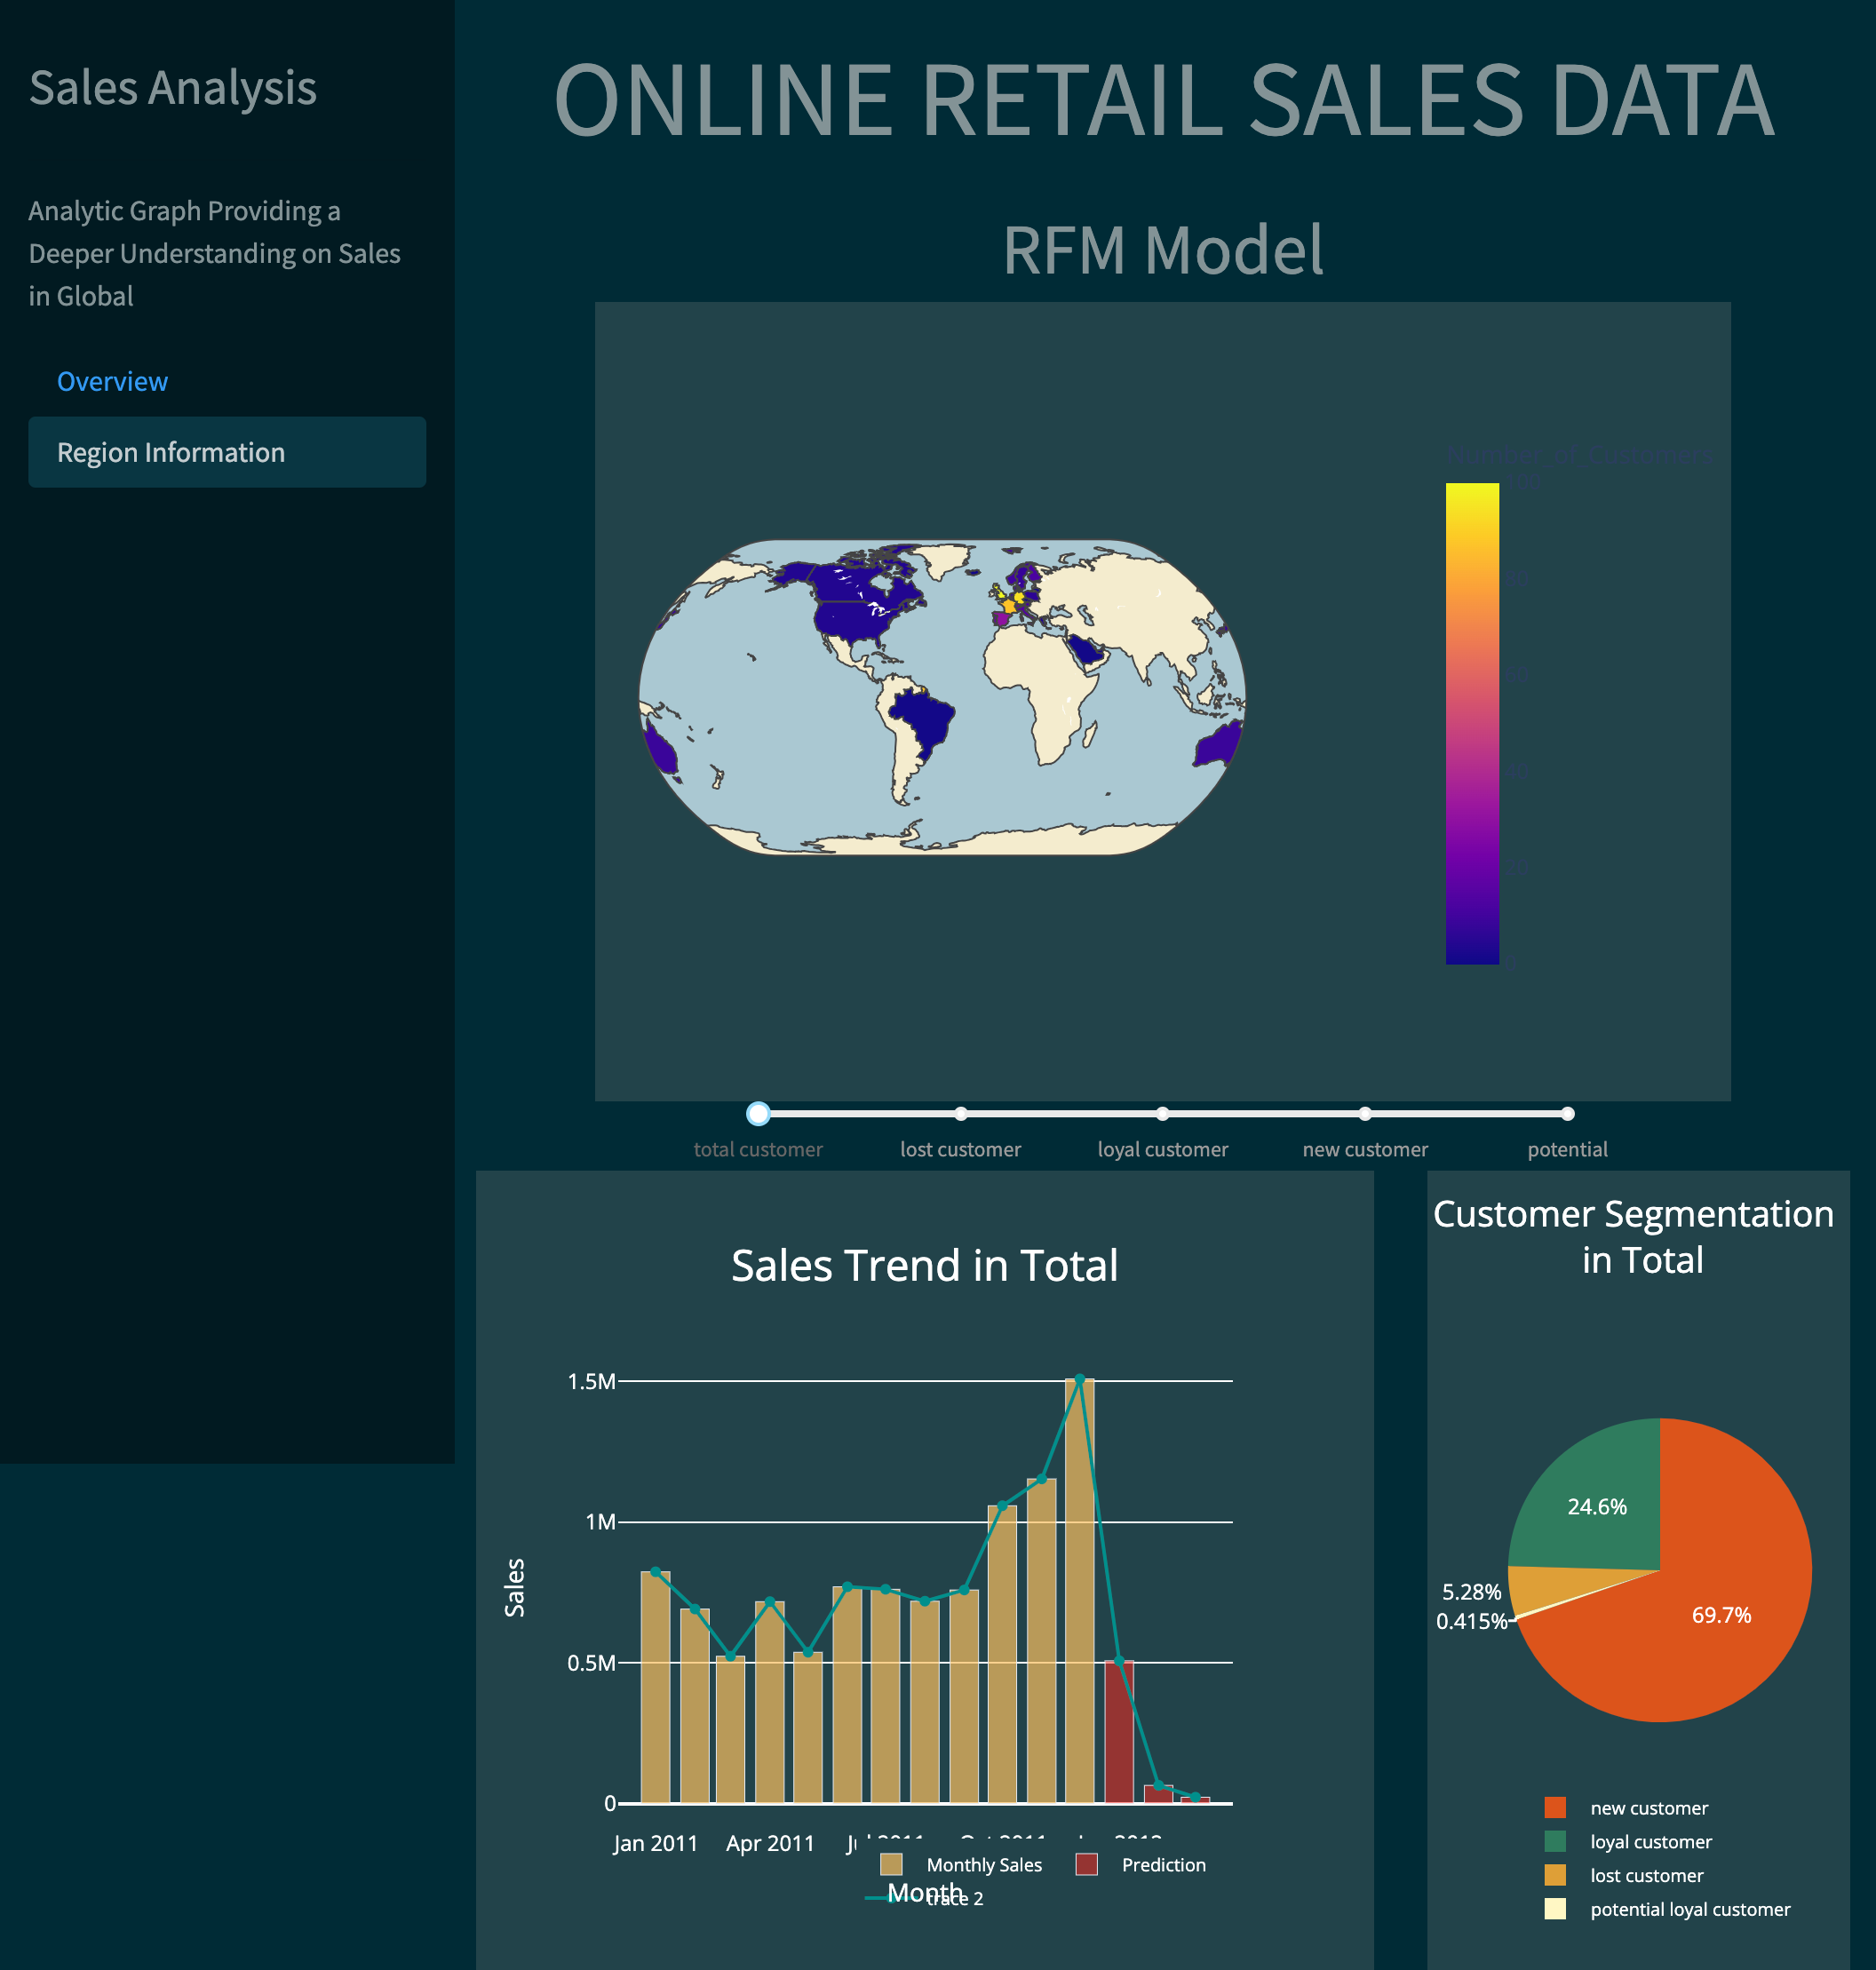 Sales Analysis
Analytic Graph Providing a
Deeper Understanding on Sales
in Global
Overview
Region Information
ONLINE RETAIL SALES DATA
RFM Model
Number of Customers
total customer
lost customer
loyal customer
new customer
potential
Sales Trend in Total
1.5M
1M
0.5M
0
Sales
Jan 2011
Apr 2011
Monthly Sales
Prediction
Month
trace 2
Customer Segmentation
in Total
24.6%
5.28%
0.415%
69.7%
new customer
loyal customer
lost customer
potential loyal customer